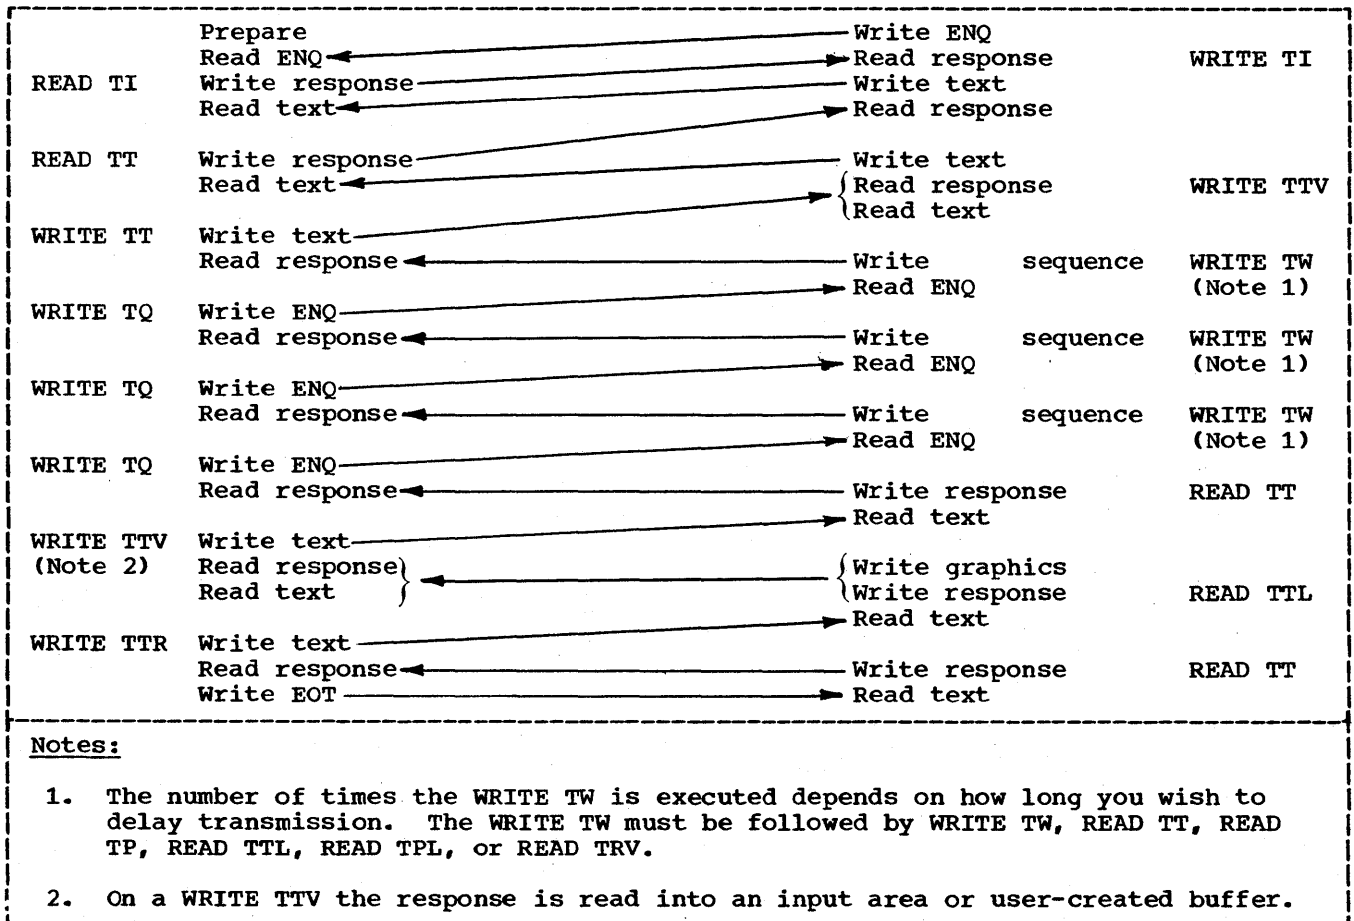 Prepare Write ENQ
Read ENQ Read response WRITE TI
READ TI Write response Write text
Read text Read response
READ TT Write response Write text
Read text Read response WRITE TTV
Read text
WRITE TT Write text
Read response Write sequence WRITE TW
Read ENQ (Note 1)
WRITE TQ Write ENQ
Read response Write sequence WRITE TW
Read ENQ (Note 1)
WRITE TQ Write ENQ
Read response Write sequence WRITE TW
Read ENQ (Note 1)
WRITE TQ Write ENQ
Read response Write response READ TT
Read text
WRITE TTV Write text
(Note 2) Read response Write graphics
Read text Write response READ TTL
Read text
WRITE TTR Write text
Read response Write response READ TT
Write EOT Read text
Notes:
1. The number of times the WRITE TW is executed depends on how long you wish to
delay transmission. The WRITE TW must be followed by WRITE TW, READ TT, READ
TP, READ TTL, READ TPL, or READ TRV.
2. On a WRITE TTV the response is read into an input area or user-created buffer.